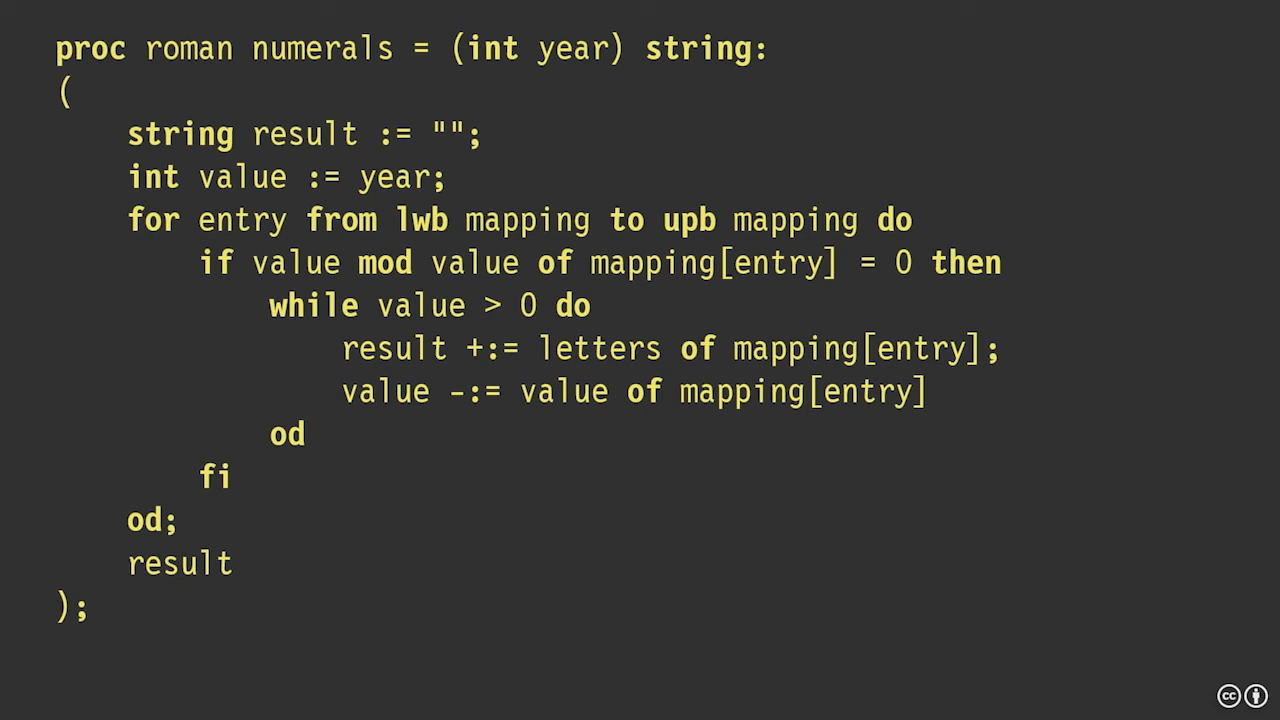 proc roman numerals = (int year) string:
(
    string result := "";
    int value := year;
    for entry from lwb mapping to upb mapping do
        if value mod value of mapping[entry] = 0 then
            while value > 0 do
                result +:= letters of mapping[entry];
                value -:= value of mapping[entry]
            od
        fi
    od;
    result
);
cc